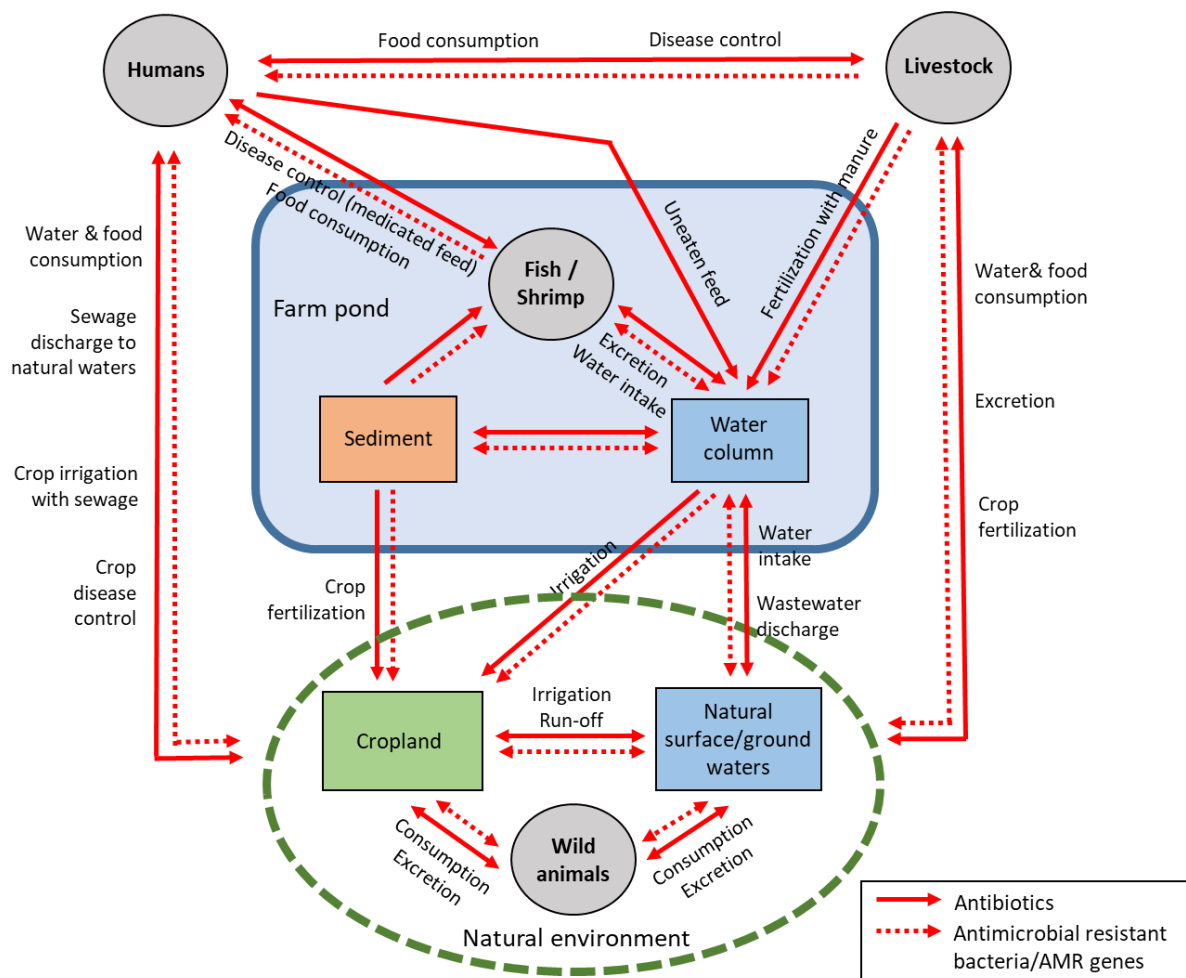 Food consumption
Disease control
Humans
Livestock
Disease control (medicated feed)
Food consumption
Uneaten feed
Fertilization with manure
Water & food
consumption
Sewage
discharge to
natural waters
Crop irrigation
with sewage
Crop
disease
control
Farm pond
Fish /
Shrimp
Excretion
Water intake
Sediment
Water
column
Water& food
consumption
Excretion
Crop
fertilization
Crop
fertilization
Irrigation
Water
intake
Wastewater
discharge
Cropland
Irrigation
Run-off
Natural
surface/ground
waters
Consumption
Excretion
Wild
animals
Consumption
Excretion
Natural environment
Antibiotics
Antimicrobial resistant
bacteria/AMR genes